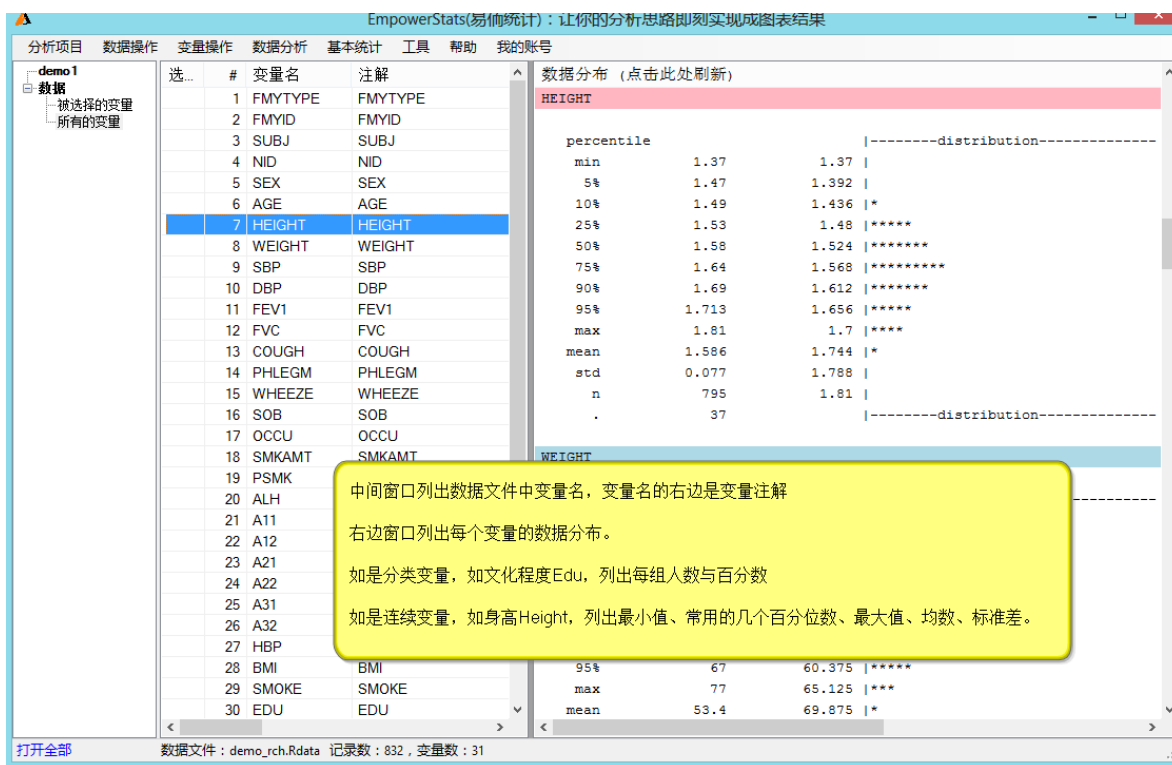 EmpowerStats(易侕统计)：让你的分析思路即刻实现成图表结果
分析项目 数据操作 变量操作 数据分析 基本统计 工具 帮助 我的账号
demo1
数据
被选择的变量
所有的变量
选... # 变量名 注解
1 FMYTYPE FMYTYPE
2 FMYID FMYID
3 SUBJ SUBJ
4 NID NID
5 SEX SEX
6 AGE AGE
7 HEIGHT HEIGHT
8 WEIGHT WEIGHT
9 SBP SBP
10 DBP DBP
11 FEV1 FEV1
12 FVC FVC
13 COUGH COUGH
14 PHLEGM PHLEGM
15 WHEEZE WHEEZE
16 SOB SOB
17 OCCU OCCU
18 SMKAMT SMKAMT
19 PSMK
20 ALH
21 A11
22 A12
23 A21
24 A22
25 A31
26 A32
27 HBP
28 BMI BMI
29 SMOKE SMOKE
30 EDU EDU
数据分布 (点击此处刷新)
HEIGHT
percentile |--------distribution--------------
min 1.37 1.37 |
5% 1.47 1.392 |
10% 1.49 1.436 |*
25% 1.53 1.48 |*****
50% 1.58 1.524 |*******
75% 1.64 1.568 |*********
90% 1.69 1.612 |*******
95% 1.713 1.656 |*****
max 1.81 1.7 |****
mean 1.586 1.744 |*
std 0.077 1.788 |
n 795 1.81 |
. 37 |--------distribution--------------
WEIGHT
中间窗口列出数据文件中变量名，变量名的右边是变量注解
右边窗口列出每个变量的数据分布。
如是分类变量，如文化程度Edu，列出每组人数与百分数
如是连续变量，如身高Height，列出最小值、常用的几个百分位数、最大值、均数、标准差。
95% 67 60.375 |*****
max 77 65.125 |***
mean 53.4 69.875 |*
打开全部 数据文件：demo_rch.Rdata 记录数：832，变量数：31